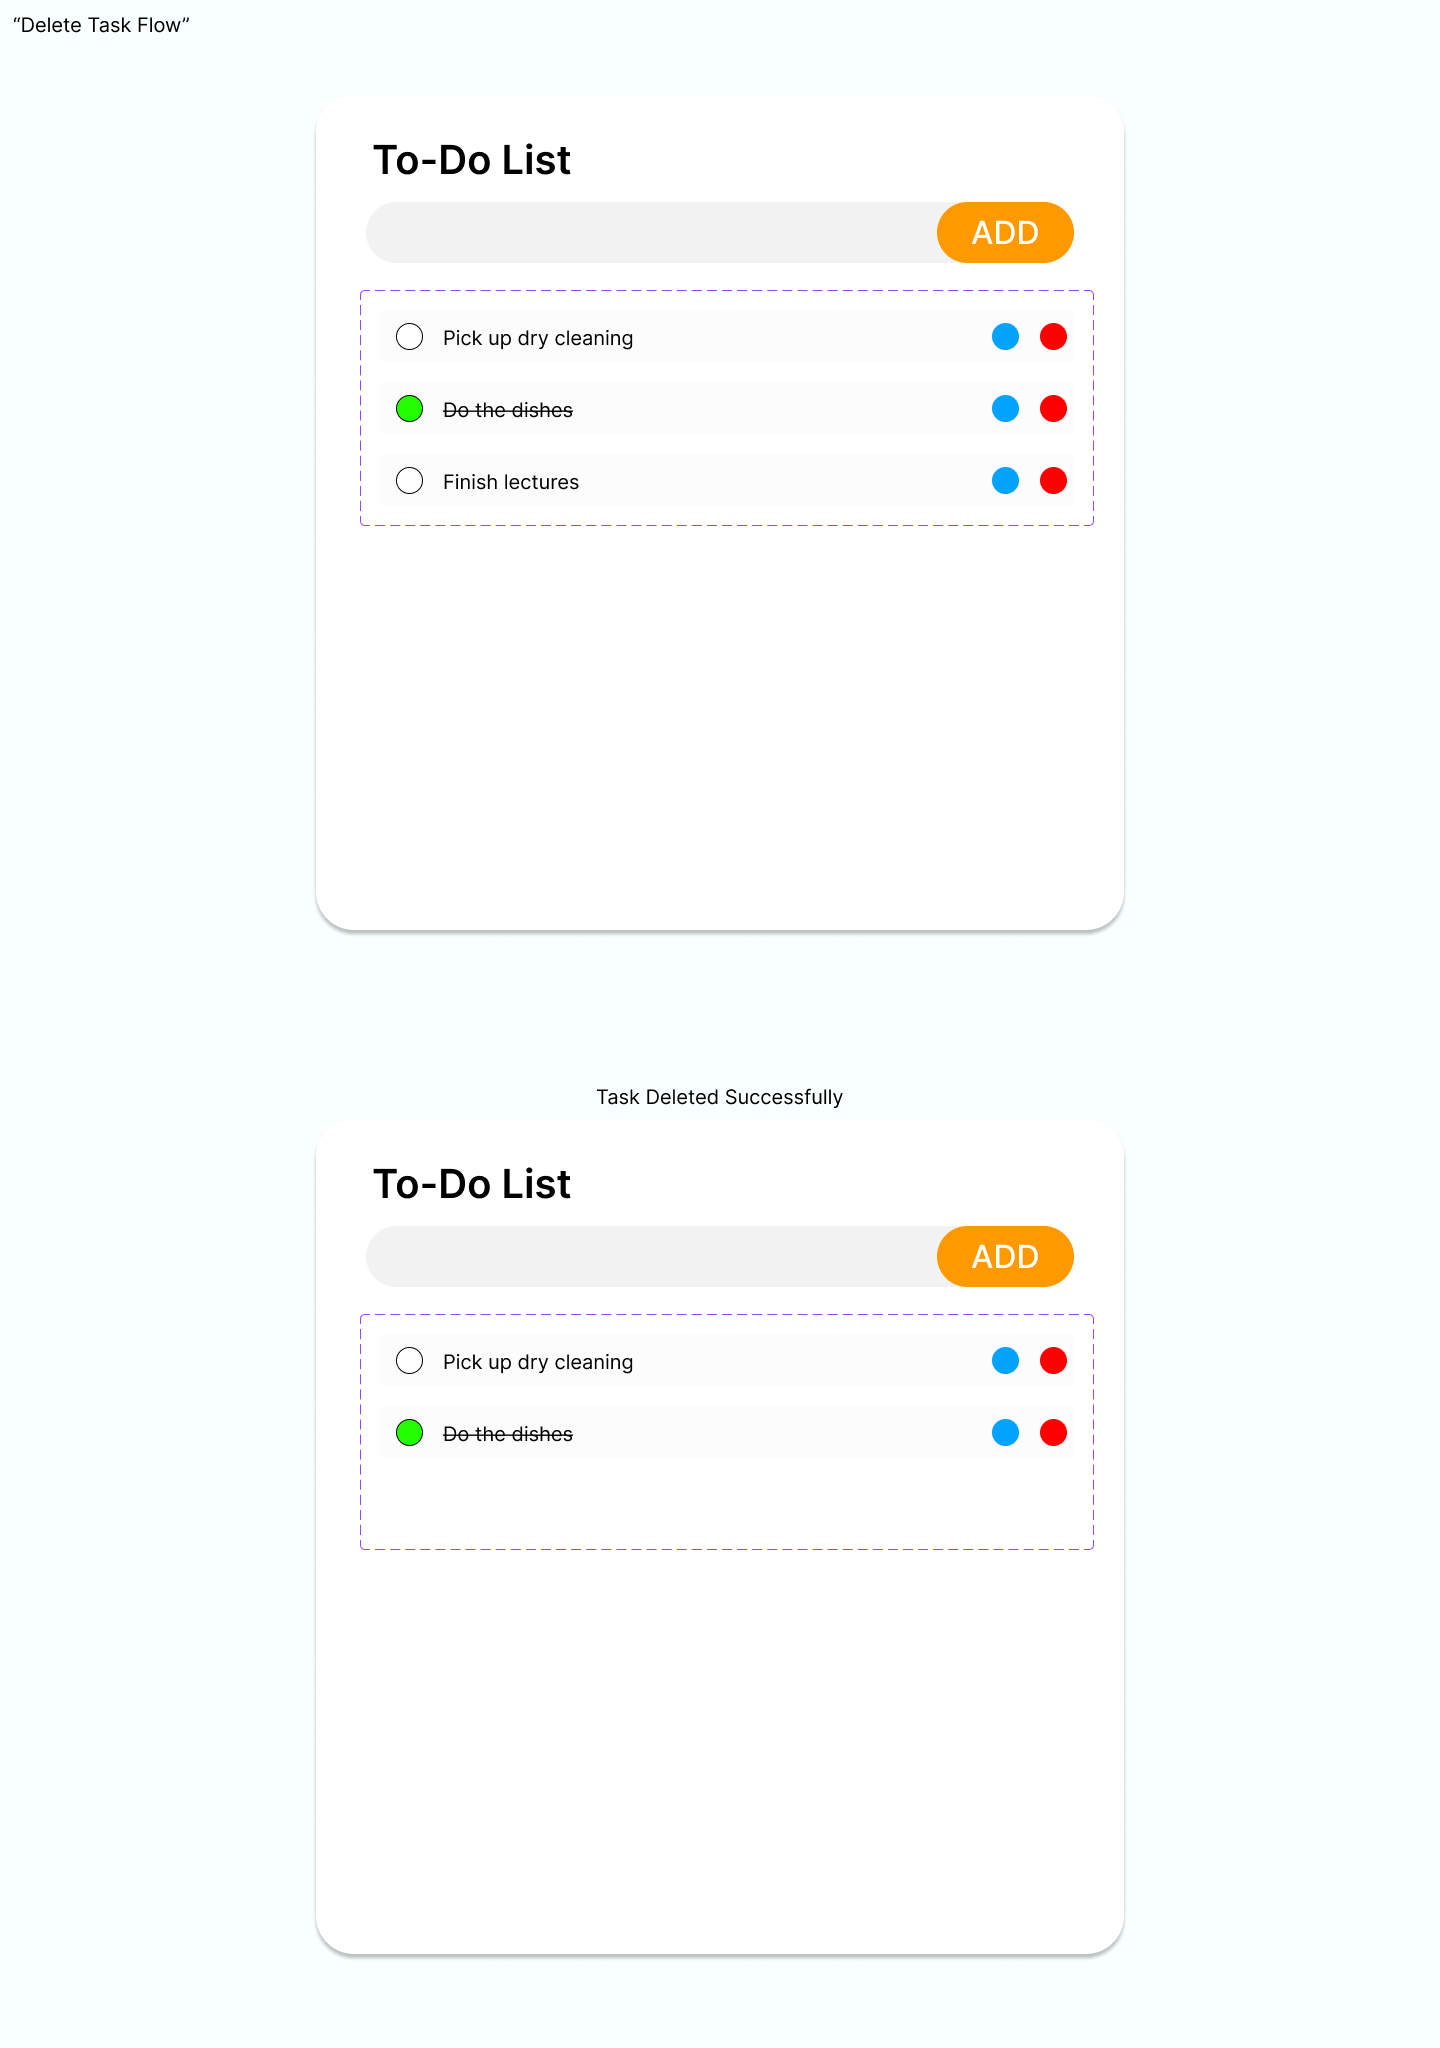 “Delete Task Flow”
To-Do List
ADD
Pick up dry cleaning
Do the dishes
Finish lectures
Task Deleted Successfully
To-Do List
ADD
Pick up dry cleaning
Do the dishes